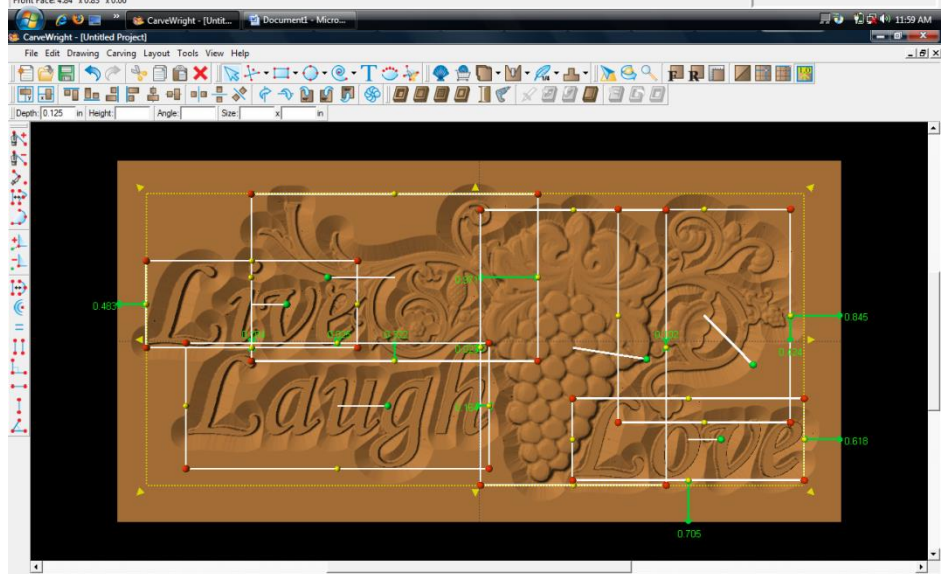 Front Face: 4.84" x 0.85" x 0.00"
CarveWright - [Untit...
Document1 - Micro...
11:59 AM
CarveWright - [Untitled Project]
File Edit Drawing Carving Layout Tools View Help
Depth: 0.125 in Height: Angle: Size: x in
0.483
0.845
0.618
0.705
Live
Laugh
Love